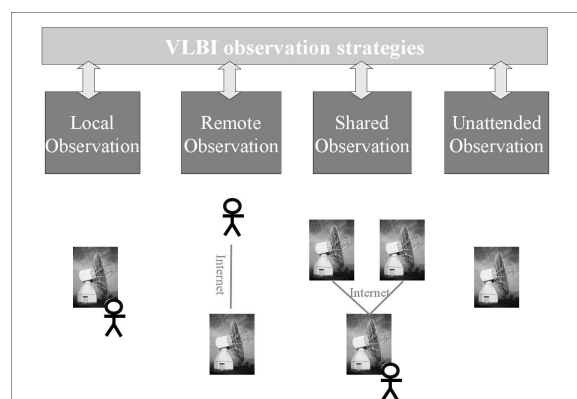 VLBI observation strategies
Local
Observation
Remote
Observation
Shared
Observation
Unattended
Observation
Internet
Internet